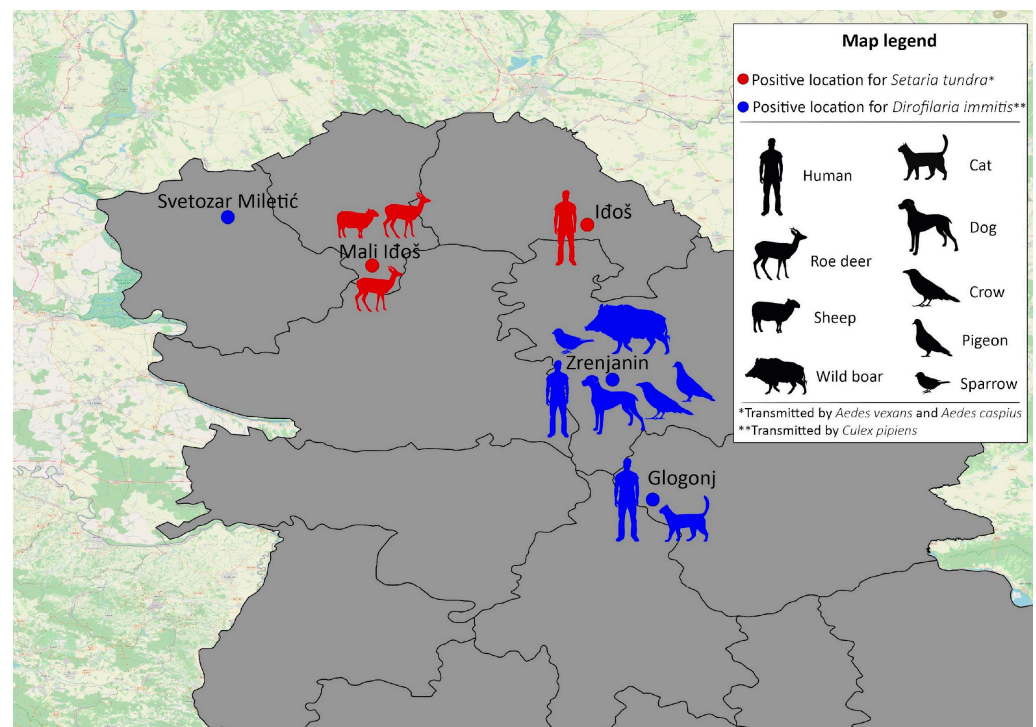 Map legend
Positive location for Setaria tundra*
Positive location for Dirofilaria immitis**
Human
Cat
Roe deer
Dog
Sheep
Crow
Wild boar
Pigeon
Sparrow
*Transmitted by Aedes vexans and Aedes caspius
**Transmitted by Culex pipiens
Svetozar Miletić
Iđoš
Mali Iđoš
Zrenjanin
Glogonj